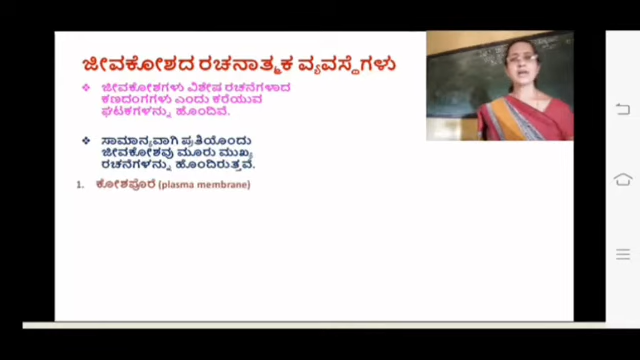 ಜೀವಕೋಶದ ರಚನಾತ್ಮಕ ವ್ಯವಸ್ಥೆಗಳು
❖ ಜೀವಕೋಶಗಳು ವಿಶೇಷ ರಚನೆಗಳಾದ
ಕಣದಂಗಗಳು ಎಂದು ಕರೆಯುವ
ಘಟಕಗಳನ್ನು ಹೊಂದಿವೆ.
❖ ಸಾಮಾನ್ಯವಾಗಿ ಪ್ರತಿಯೊಂದು
ಜೀವಕೋಶವು ಮೂರು ಮುಖ್ಯ
ರಚನೆಗಳನ್ನು ಹೊಂದಿರುತ್ತವೆ.
1. ಕೋಶಪೊರೆ (plasma membrane)